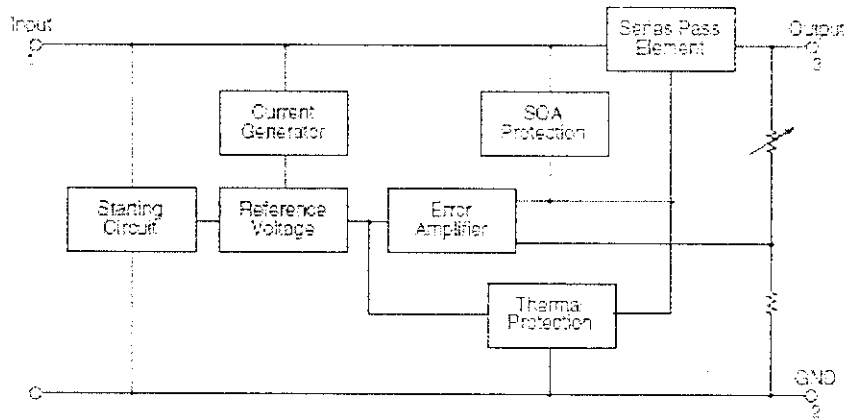 Input
1
Series Pass
Element
Output
3
Current
Generator
SOA
Protection
Starting
Circuit
Reference
Voltage
Error
Amplifier
Thermal
Protection
GND
2